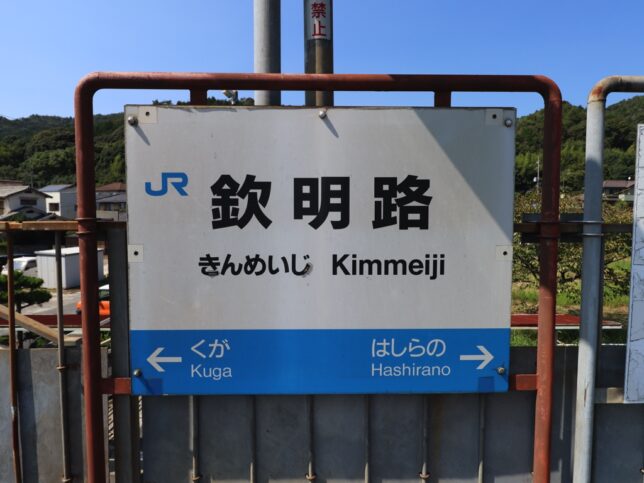 禁止
JR 欽明路
きんめいじ Kimmeiji
← くが はしらの →
Kuga Hashirano